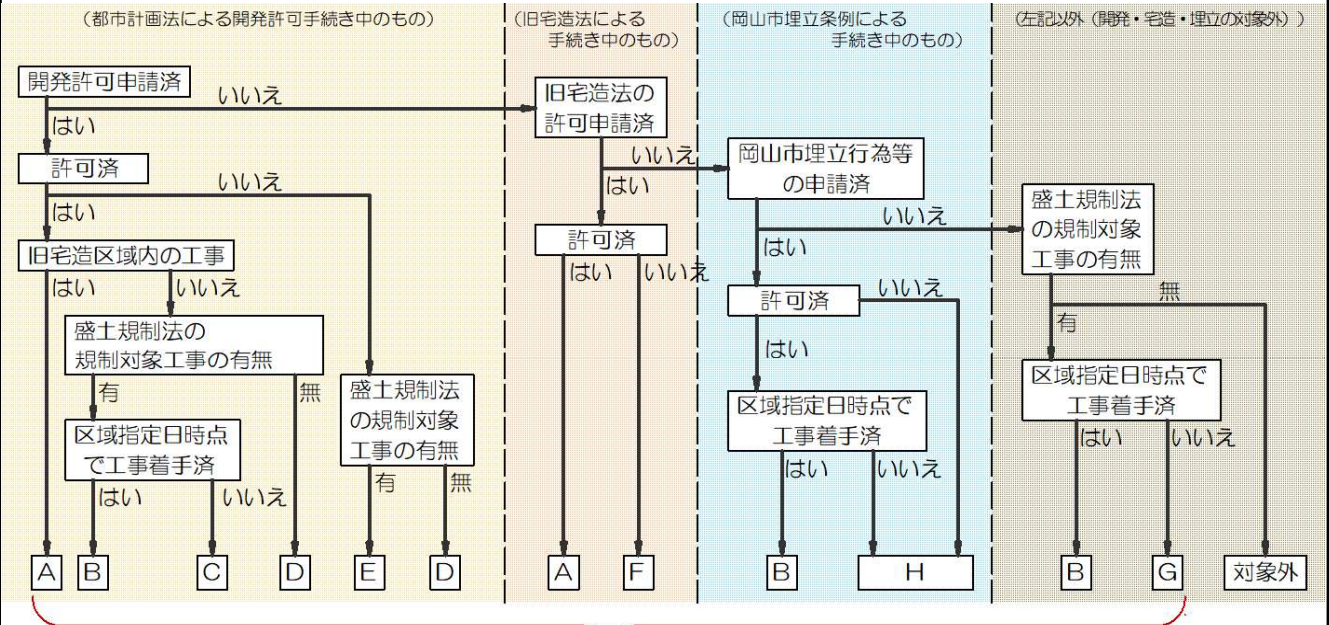 （都市計画法による開発許可手続き中のもの）
開発許可申請済
いいえ
はい
許可済
いいえ
はい
旧宅造区域内の工事
はい
いいえ
盛土規制法の
規制対象工事の有無
有
無
区域指定日時点
で工事着手済
はい
いいえ
盛土規制法
の規制対象
工事の有無
有
無
A
B
C
D
E
D
（旧宅造法による
手続き中のもの）
旧宅造法の
許可申請済
いいえ
はい
許可済
はい
いいえ
A
F
（岡山市埋立条例による
手続き中のもの）
岡山市埋立行為等
の申請済
いいえ
はい
許可済
いいえ
はい
区域指定日時点で
工事着手済
はい
いいえ
B
H
（左記以外（開発・宅造・埋立の対象外））
盛土規制法
の規制対象
工事の有無
無
有
区域指定日時点で
工事着手済
はい
いいえ
B
G
対象外